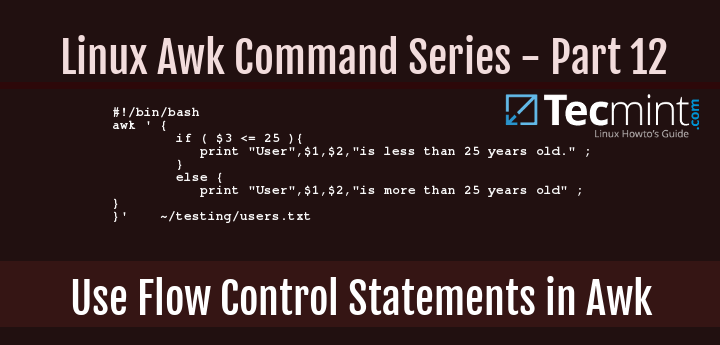 Linux Awk Command Series - Part 12
#!/bin/bash
awk ' {
if ( $3 <= 25 ){
print "User",$1,$2,"is less than 25 years old." ;
}
else {
print "User",$1,$2,"is more than 25 years old" ;
}
}' ~/testing/users.txt
Tecmint.com
Linux Howto's Guide
Use Flow Control Statements in Awk